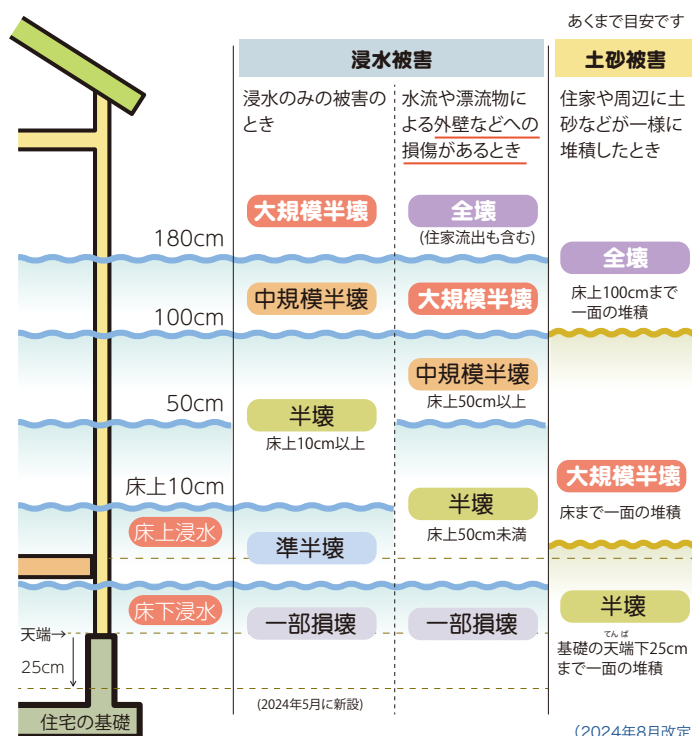 あくまで目安です
浸水被害
土砂被害
浸水のみの被害の
とき
水流や漂流物に
よる外壁などへの
損傷があるとき
住家や周辺に土
砂などが一様に
堆積したとき
大規模半壊
全壊
(住家流出も含む)
180cm
全壊
床上100cmまで
一面の堆積
中規模半壊
大規模半壊
100cm
中規模半壊
床上50cm以上
50cm
半壊
床上10cm以上
大規模半壊
床まで一面の堆積
床上10cm
半壊
床上50cm未満
床上浸水
準半壊
床下浸水
一部損壊
一部損壊
半壊
てんば
基礎の天端下25cm
まで一面の堆積
天端→
25cm
(2024年5月に新設)
住宅の基礎
(2024年8月改定